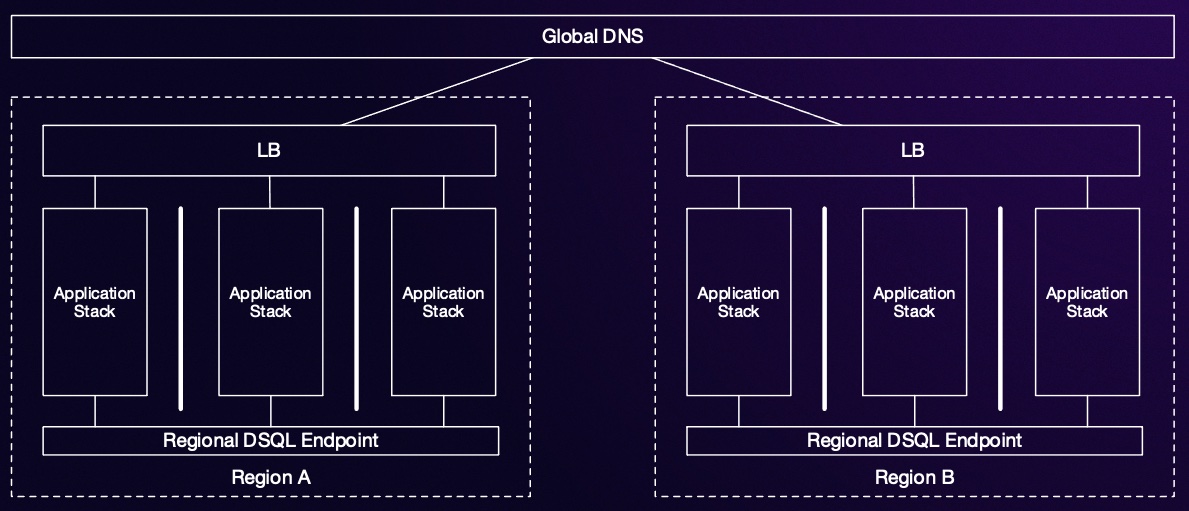 Global DNS
LB
Application
Stack
Application
Stack
Application
Stack
Regional DSQL Endpoint
Region A
LB
Application
Stack
Application
Stack
Application
Stack
Regional DSQL Endpoint
Region B